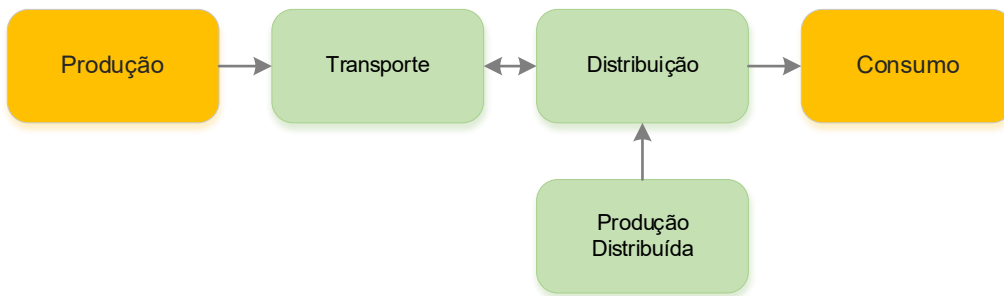 Produção
Transporte
Distribuição
Consumo
Produção
Distribuída